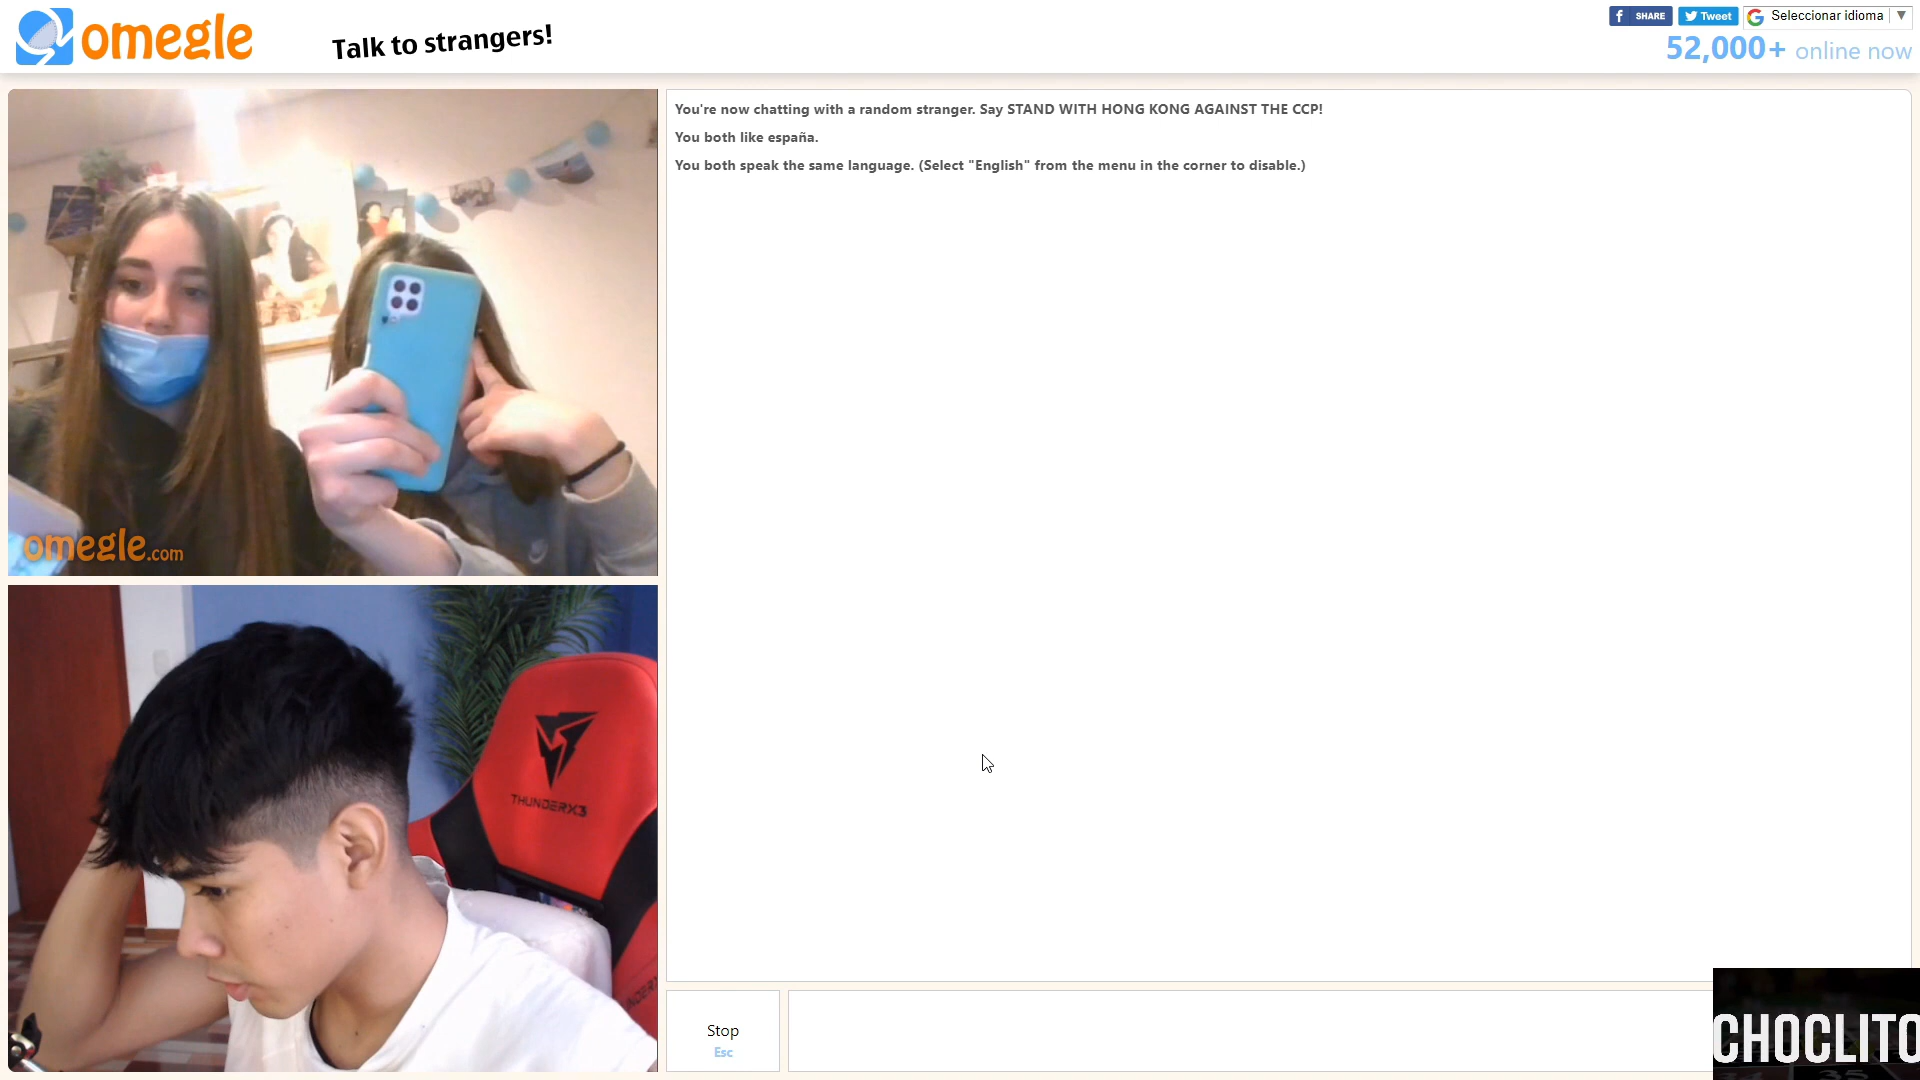 omegle
Talk to strangers!
SHARE
Tweet
Seleccionar idioma
52,000+ online now
You're now chatting with a random stranger. Say STAND WITH HONG KONG AGAINST THE CCP!
You both like españa.
You both speak the same language. (Select "English" from the menu in the corner to disable.)
omegle.com
THUNDERX3
Stop
Esc
CHOCLITO